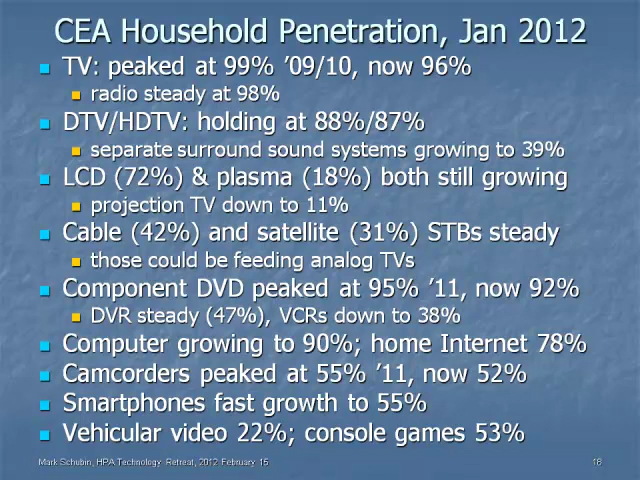 CEA Household Penetration, Jan 2012
TV: peaked at 99% ’09/10, now 96%
radio steady at 98%
DTV/HDTV: holding at 88%/87%
separate surround sound systems growing to 39%
LCD (72%) & plasma (18%) both still growing
projection TV down to 11%
Cable (42%) and satellite (31%) STBs steady
those could be feeding analog TVs
Component DVD peaked at 95% ’11, now 92%
DVR steady (47%), VCRs down to 38%
Computer growing to 90%; home Internet 78%
Camcorders peaked at 55% ’11, now 52%
Smartphones fast growth to 55%
Vehicular video 22%; console games 53%
Mark Schubin, HPA Technology Retreat, 2012 February 15 18